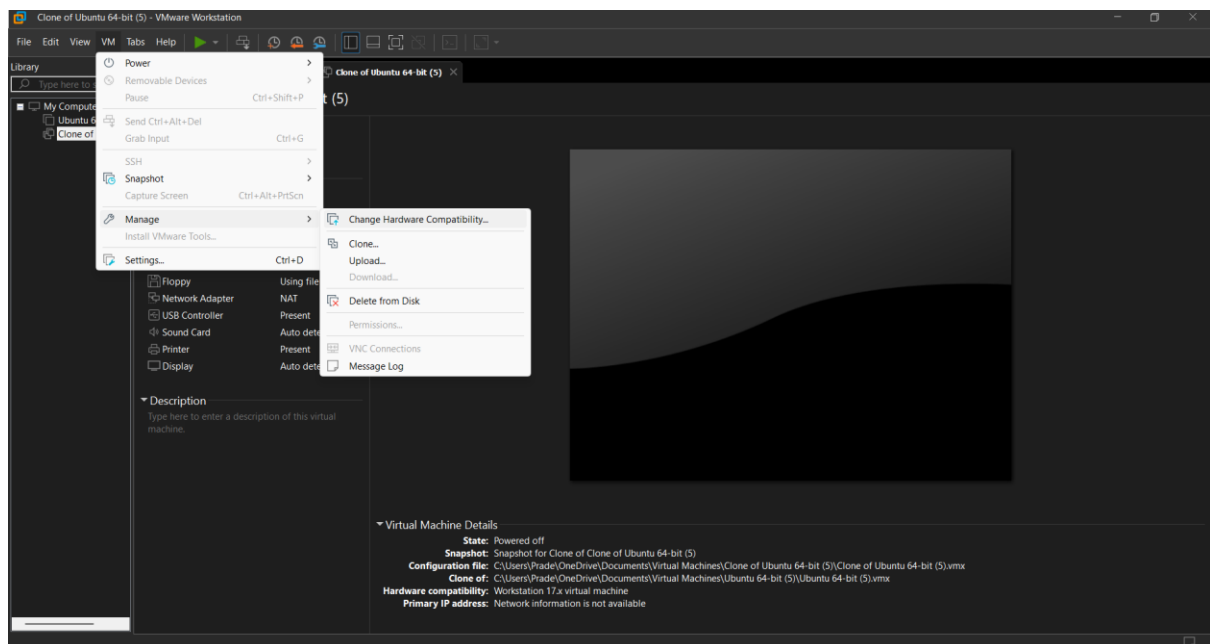 Clone of Ubuntu 64-bit (5) - VMware Workstation
File Edit View VM Tabs Help
Library
Type here to s
My Compute
Ubuntu 6
Clone of
Power
Removable Devices
Pause Ctrl+Shift+P
Send Ctrl+Alt+Del
Grab Input Ctrl+G
SSH
Snapshot
Capture Screen Ctrl+Alt+PrtScn
Manage
Install VMware Tools...
Settings... Ctrl+D
Change Hardware Compatibility...
Clone...
Upload...
Download...
Delete from Disk
Permissions...
VNC Connections
Message Log
Clone of Ubuntu 64-bit (5)
t (5)
Floppy Using file
Network Adapter NAT
USB Controller Present
Sound Card Auto dete
Printer Present
Display Auto dete
Description
Type here to enter a description of this virtual
machine.
Virtual Machine Details
State: Powered off
Snapshot: Snapshot for Clone of Clone of Ubuntu 64-bit (5)
Configuration file: C:\Users\Prade\OneDrive\Documents\Virtual Machines\Clone of Ubuntu 64-bit (5)\Clone of Ubuntu 64-bit (5).vmx
Clone of: C:\Users\Prade\OneDrive\Documents\Virtual Machines\Ubuntu 64-bit (5)\Ubuntu 64-bit (5).vmx
Hardware compatibility: Workstation 17.x virtual machine
Primary IP address: Network information is not available